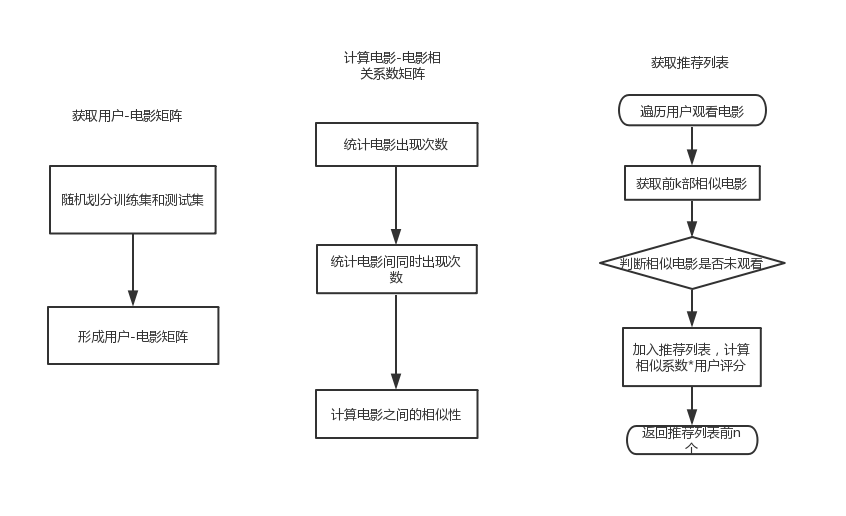 获取用户-电影矩阵
随机划分训练集和测试集
形成用户-电影矩阵
计算电影-电影相
关系数矩阵
统计电影出现次数
统计电影间同时出现次
数
计算电影之间的相似性
获取推荐列表
遍历用户观看电影
获取前k部相似电影
判断相似电影是否未观看
加入推荐列表，计算
相似系数*用户评分
返回推荐列表前n
个